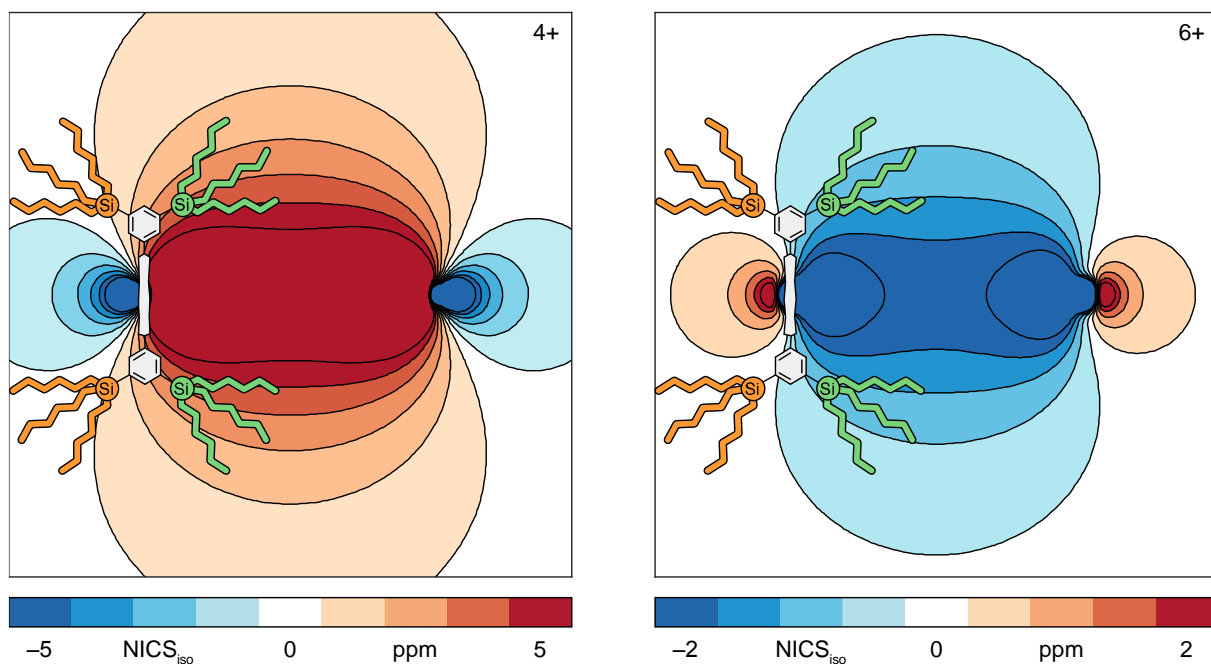 4+
Si
Si
Si
Si
–5 NICSiso 0 ppm 5
6+
Si
Si
Si
Si
–2 NICSiso 0 ppm 2